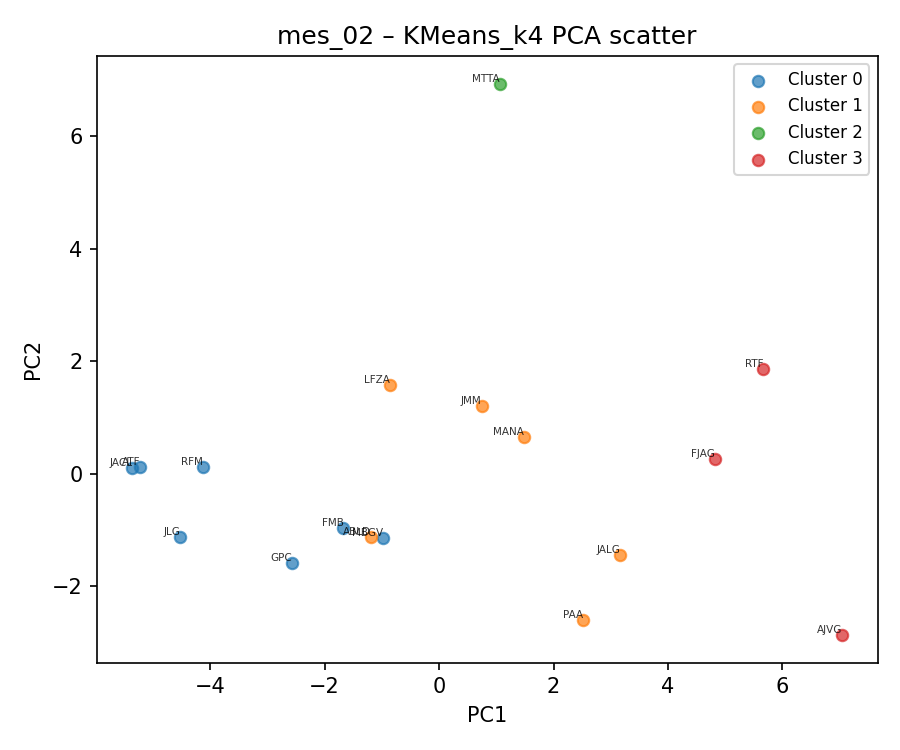 mes_02 – KMeans_k4 PCA scatter
MTTA
Cluster 0
Cluster 1
Cluster 2
Cluster 3
6
4
2
0
−2
PC2
RTF
LFZA
JMM
MANA
FJAG
RFM
JLG
FMB
GPC
JALG
PAA
AJVG
−4
−2
0
2
4
6
PC1